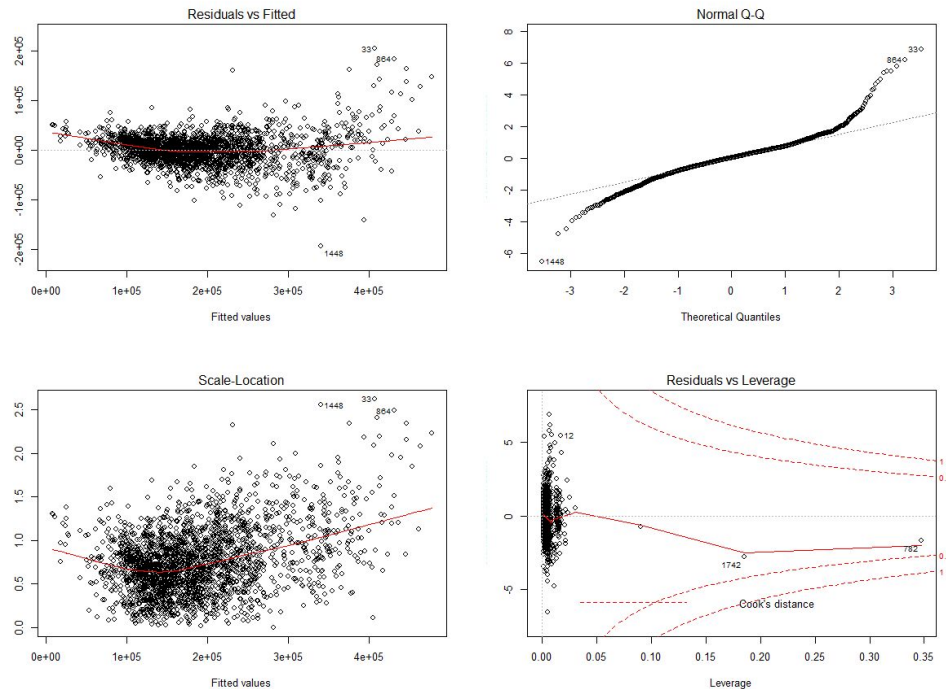 Residuals vs Fitted
2e+05
1e+05
0e+00
-1e+05
-2e+05
33
864
1448
0e+00 1e+05 2e+05 3e+05 4e+05
Fitted values
Normal Q-Q
8
6
4
2
0
-2
-4
-6
864
33
1448
-3 -2 -1 0 1 2 3
Theoretical Quantiles
Scale-Location
2.5
2.0
1.5
1.0
0.5
0.0
1448
33
864
0e+00 1e+05 2e+05 3e+05 4e+05
Fitted values
Residuals vs Leverage
5
0
-5
12
1742
782
1
0.
0.
1
Cook's distance
0.00 0.05 0.10 0.15 0.20 0.25 0.30 0.35
Leverage